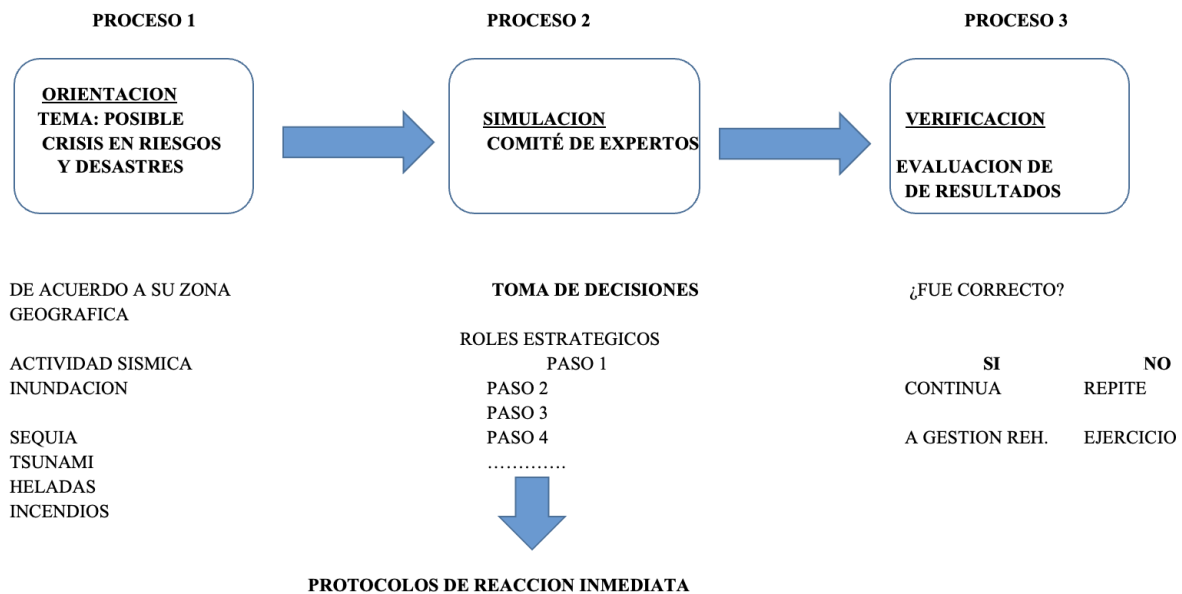 PROCESO 1
PROCESO 2
PROCESO 3
ORIENTACION
TEMA: POSIBLE
CRISIS EN RIESGOS
Y DESASTRES
SIMULACION
COMITÉ DE EXPERTOS
VERIFICACION
EVALUACION DE
DE RESULTADOS
DE ACUERDO A SU ZONA
GEOGRAFICA
ACTIVIDAD SISMICA
INUNDACION
SEQUIA
TSUNAMI
HELADAS
INCENDIOS
TOMA DE DECISIONES
ROLES ESTRATEGICOS
PASO 1
PASO 2
PASO 3
PASO 4
………….
PROTOCOLOS DE REACCION INMEDIATA
¿FUE CORRECTO?
SI NO
CONTINUA REPITE
A GESTION REH. EJERCICIO